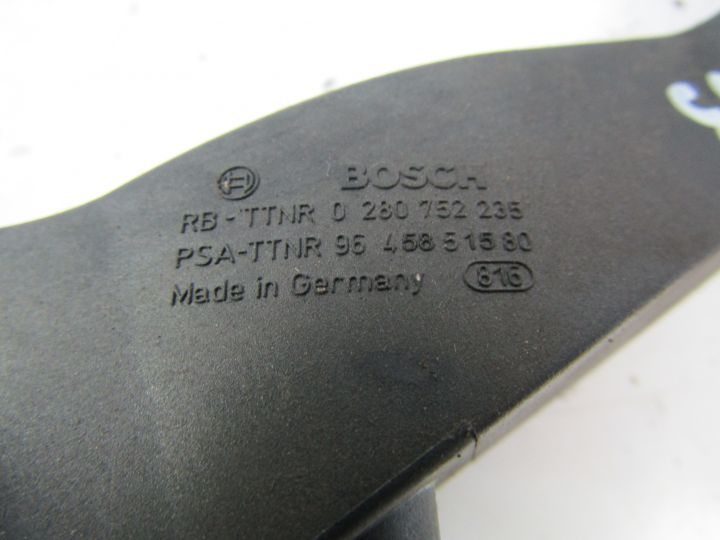 BOSCH
RB-TTNR 0 280 752 235
PSA-TTNR 96 458 515 80
Made in Germany 816